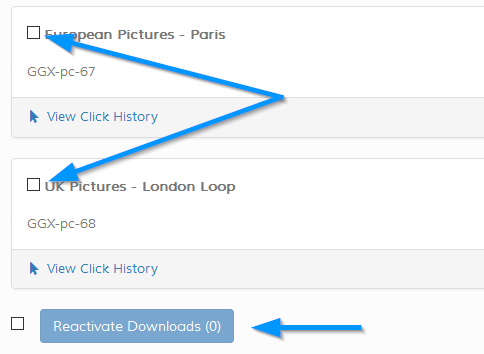 European Pictures - Paris
GGX-pc-67
View Click History
UK Pictures - London Loop
GGX-pc-68
View Click History
Reactivate Downloads (0)